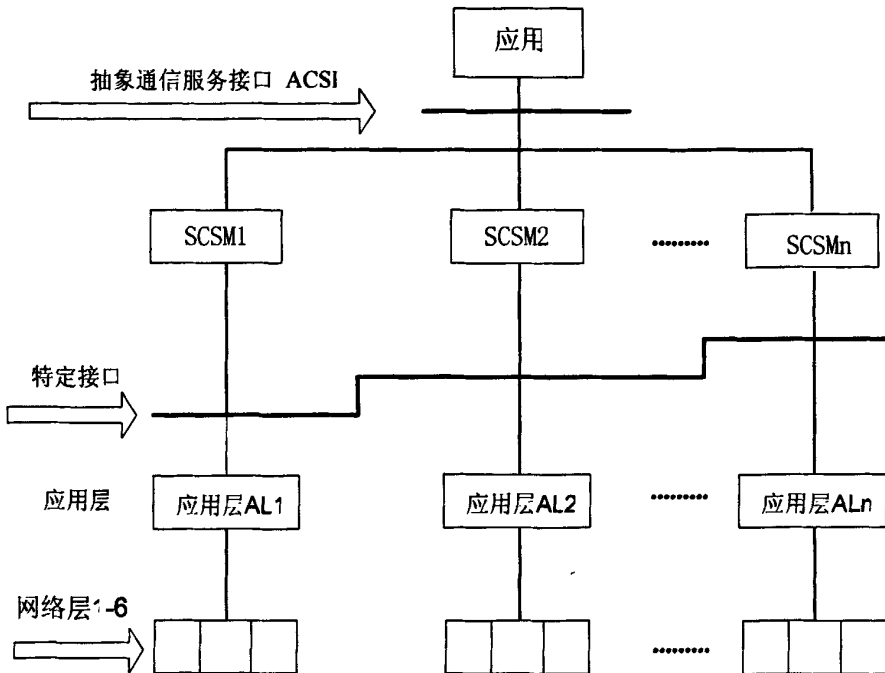 应用
抽象通信服务接口 ACSI
SCSM1
SCSM2
........
SCSMn
特定接口
应用层
应用层AL1
应用层AL2
........
应用层ALn
网络层1-6
........